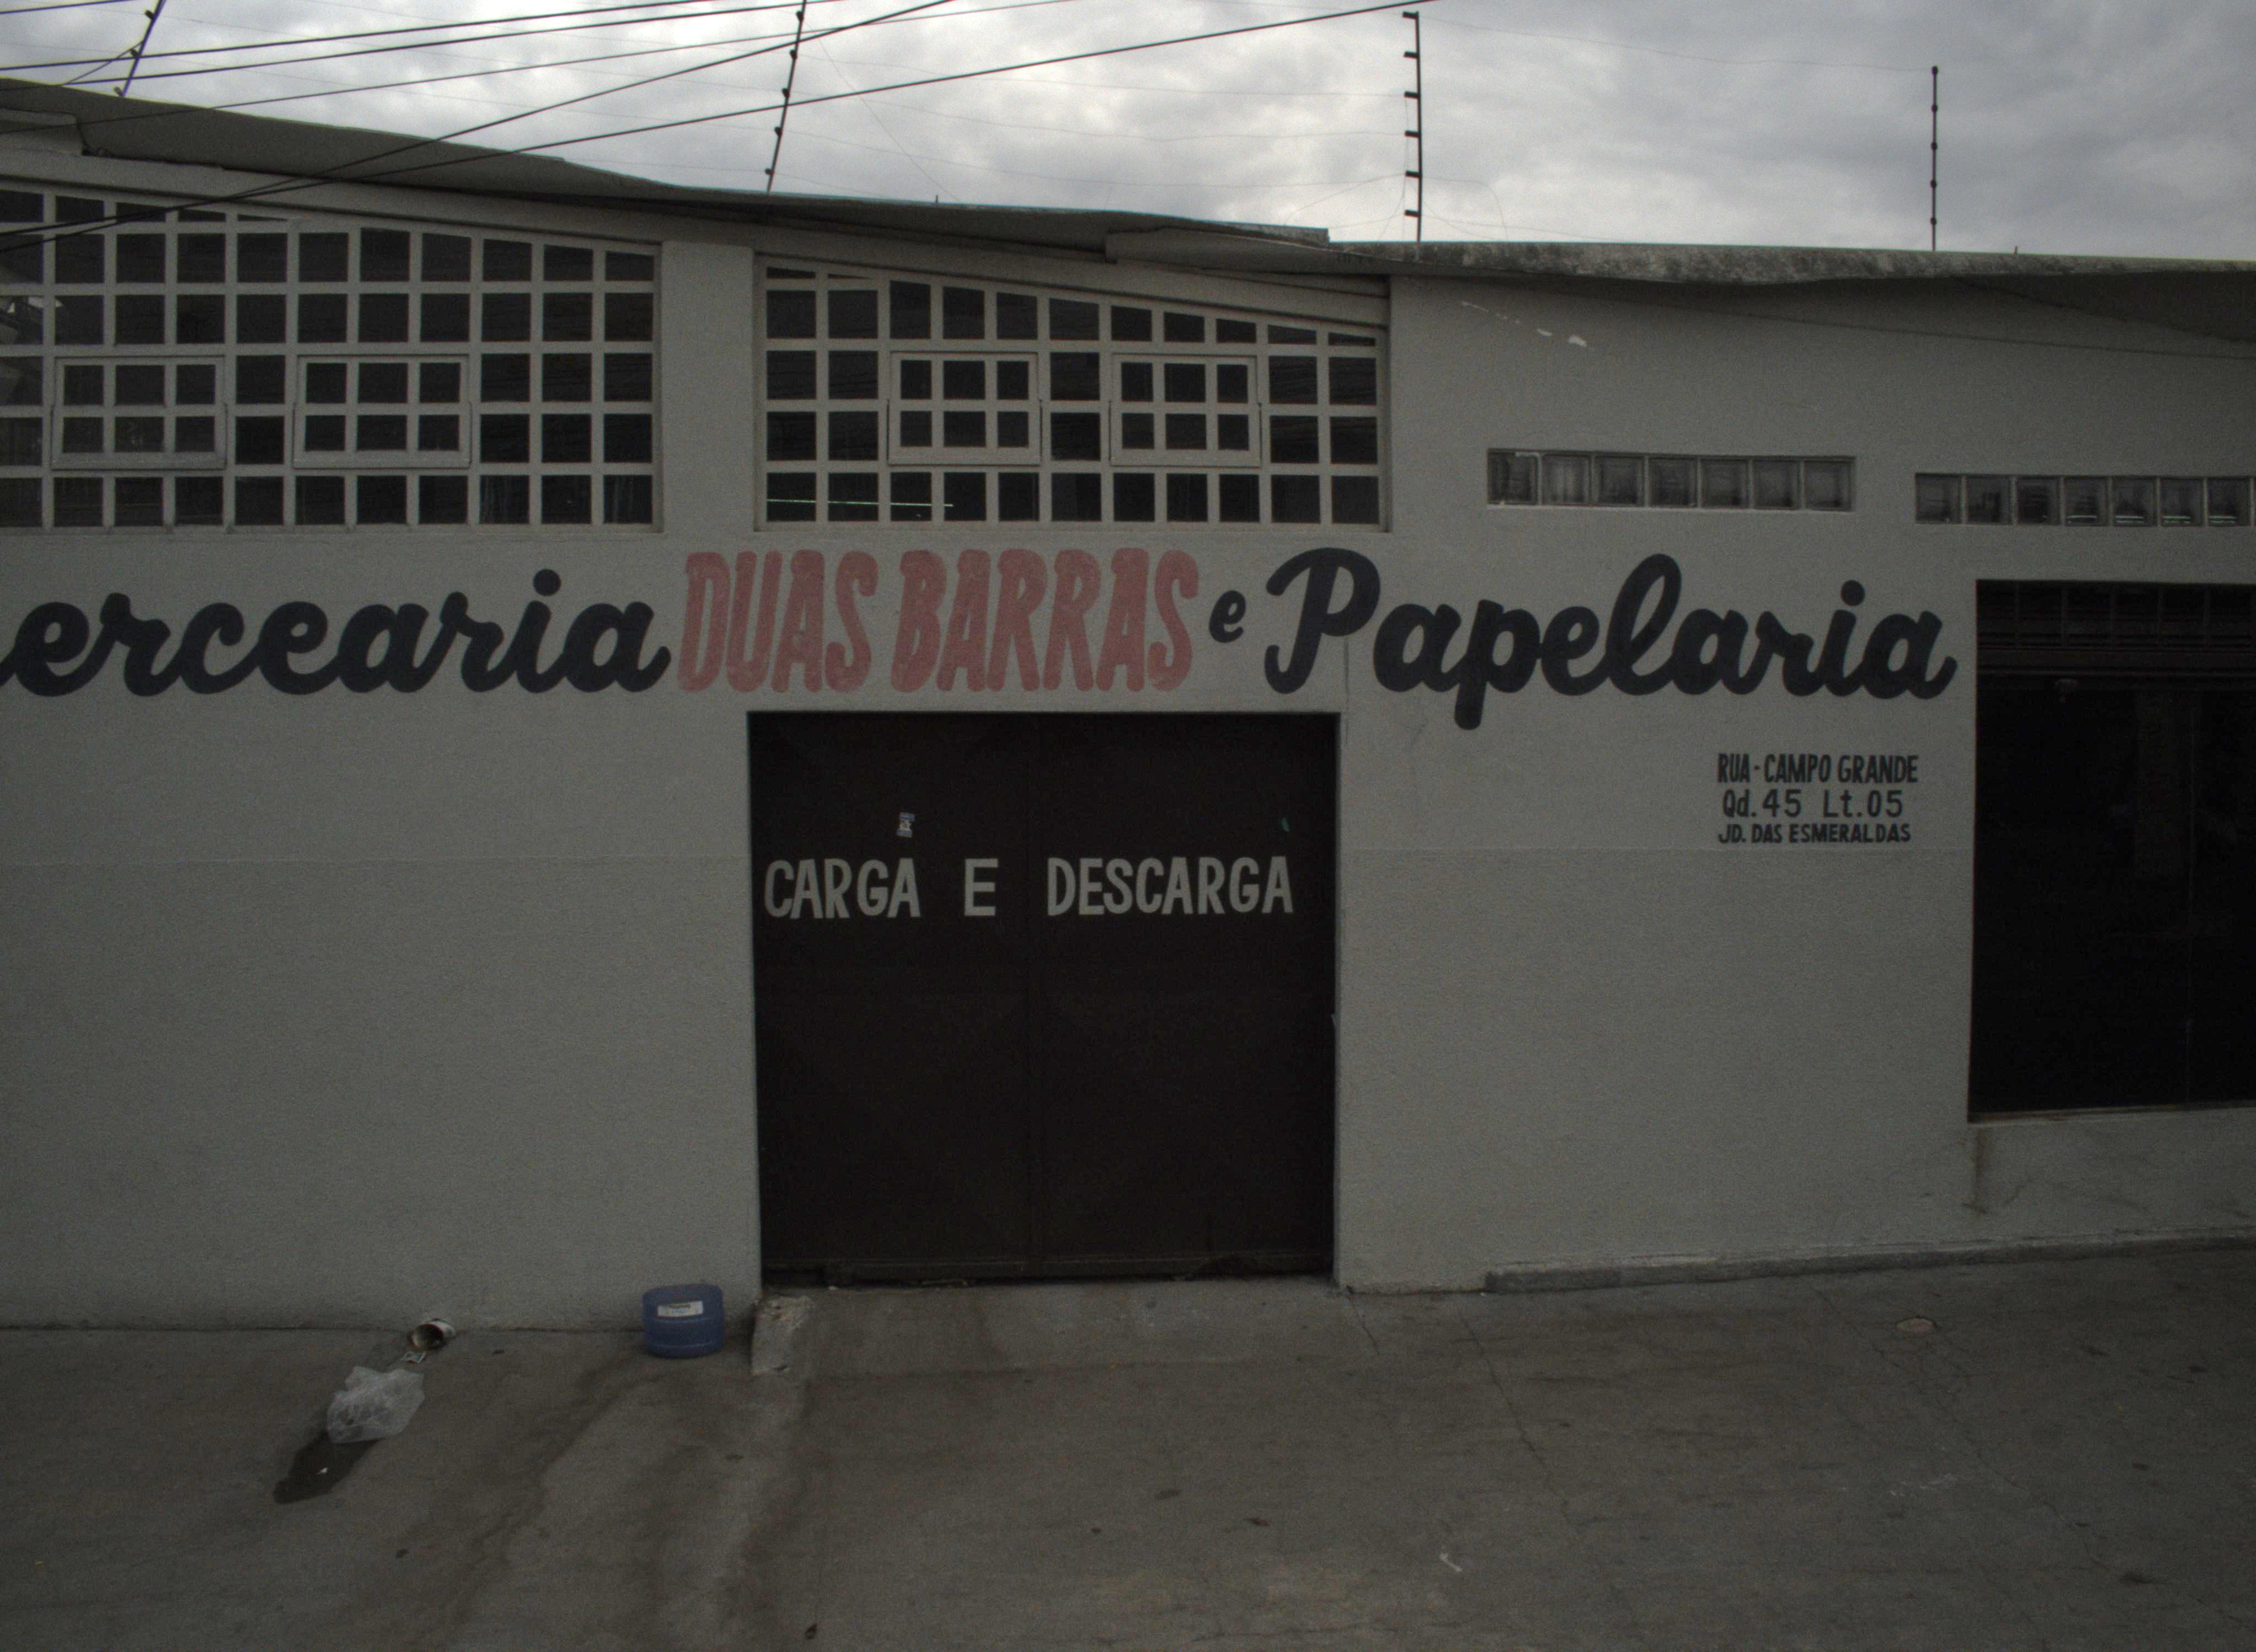 ercearia DUAS BARRAS e Papelaria
RUA - CAMPO GRANDE
Qd. 45 Lt. 05
JD. DAS ESMERALDAS
CARGA E DESCARGA